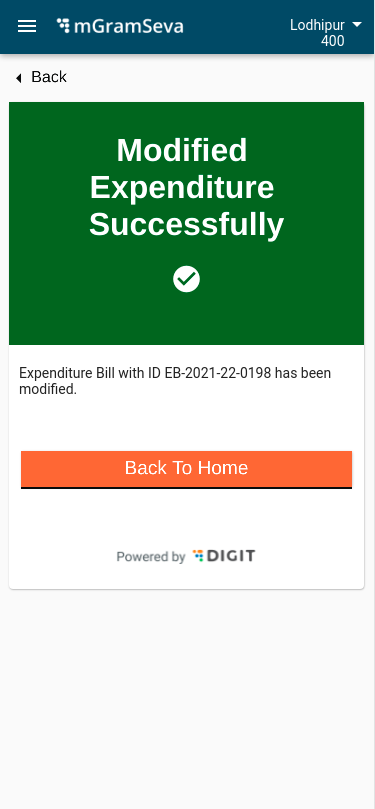 mGramSeva
Lodhipur
400
Back
Modified
Expenditure
Successfully
Expenditure Bill with ID EB-2021-22-0198 has been
modified.
Back To Home
Powered by DIGIT